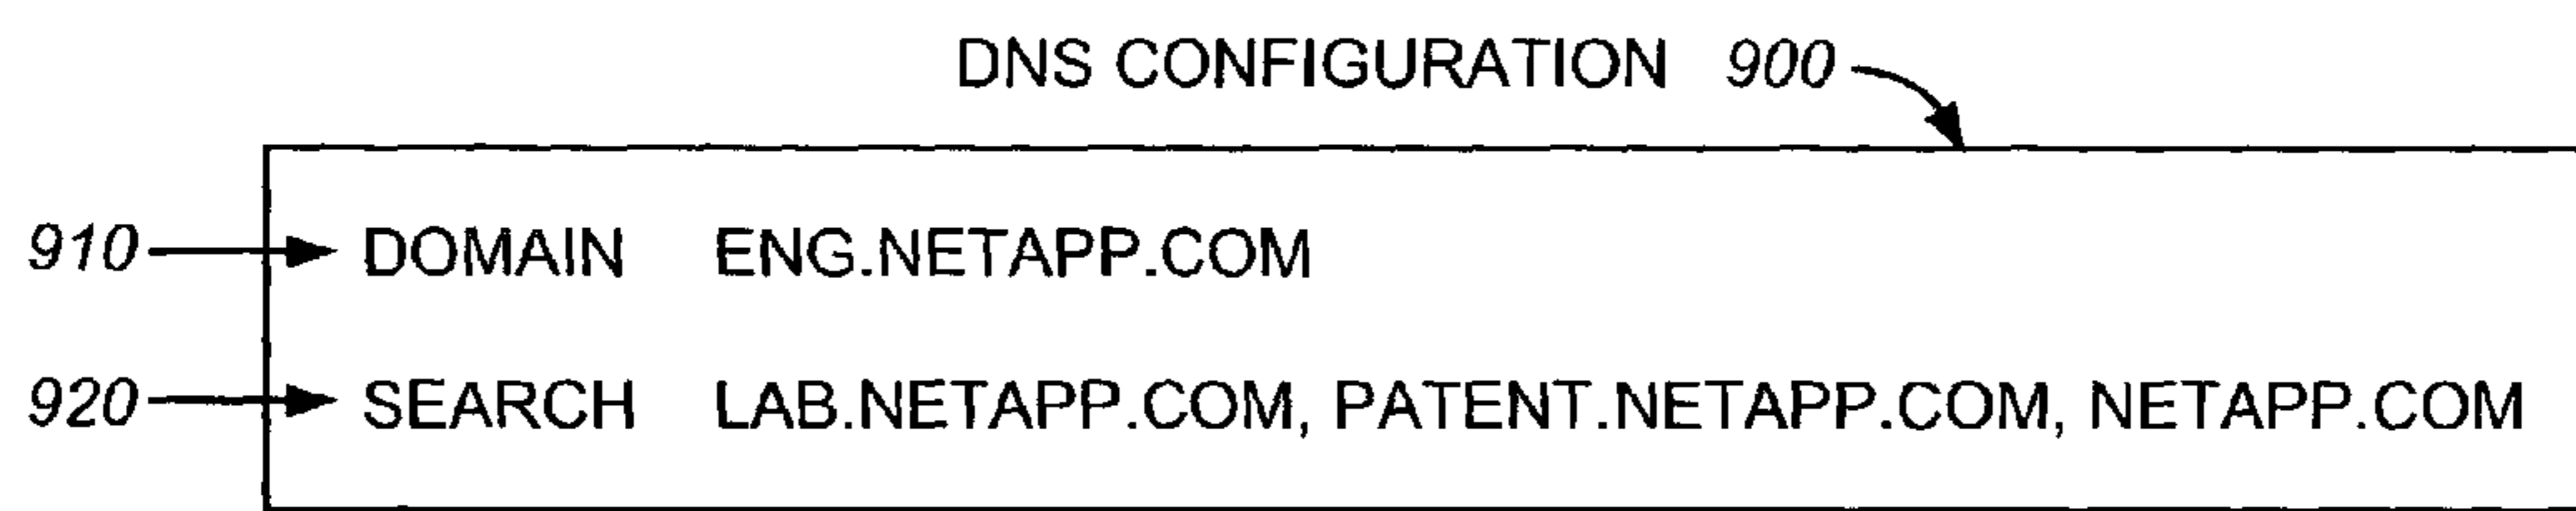 DNS CONFIGURATION 900
910 DOMAIN ENG.NETAPP.COM
920 SEARCH LAB.NETAPP.COM, PATENT.NETAPP.COM, NETAPP.COM